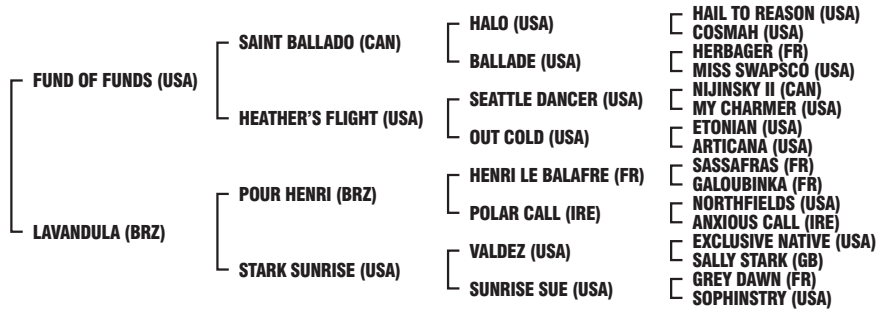 HAIL TO REASON (USA)
HALO (USA)
COSMAH (USA)
SAINT BALLADO (CAN)
HERBAGER (FR)
BALLADE (USA)
MISS SWAPSCO (USA)
FUND OF FUNDS (USA)
NIJINSKY II (CAN)
SEATTLE DANCER (USA)
MY CHARMER (USA)
HEATHER'S FLIGHT (USA)
ETONIAN (USA)
OUT COLD (USA)
ARTICANA (USA)
SASSAFRAS (FR)
HENRI LE BALAFRE (FR)
GALOUBINKA (FR)
POUR HENRI (BRZ)
NORTHFIELDS (USA)
POLAR CALL (IRE)
ANXIOUS CALL (IRE)
LAVANDULA (BRZ)
EXCLUSIVE NATIVE (USA)
VALDEZ (USA)
SALLY STARK (GB)
STARK SUNRISE (USA)
GREY DAWN (FR)
SUNRISE SUE (USA)
SOPHINSTRY (USA)